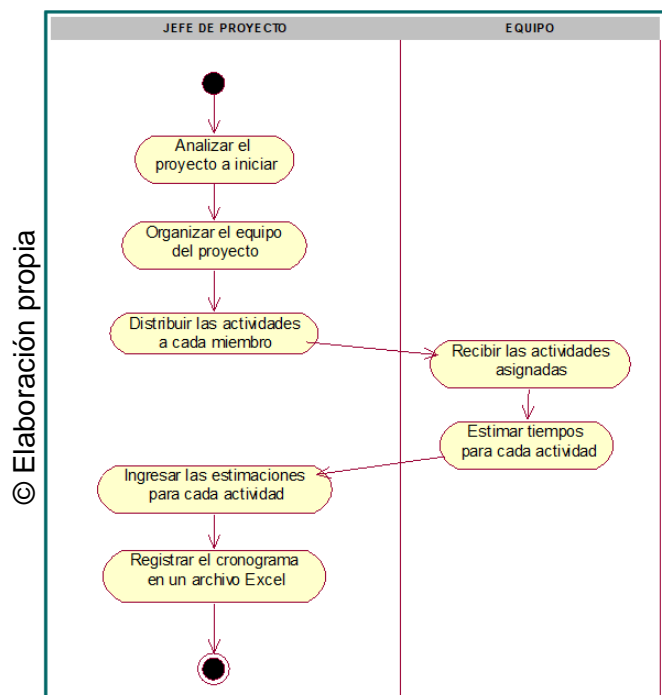 JEFE DE PROYECTO
EQUIPO
Analizar el
proyecto a iniciar
Organizar el equipo
del proyecto
Distribuir las actividades
a cada miembro
Recibir las actividades
asignadas
Estimar tiempos
para cada actividad
Ingresar las estimaciones
para cada actividad
Registrar el cronograma
en un archivo Excel
© Elaboración propia